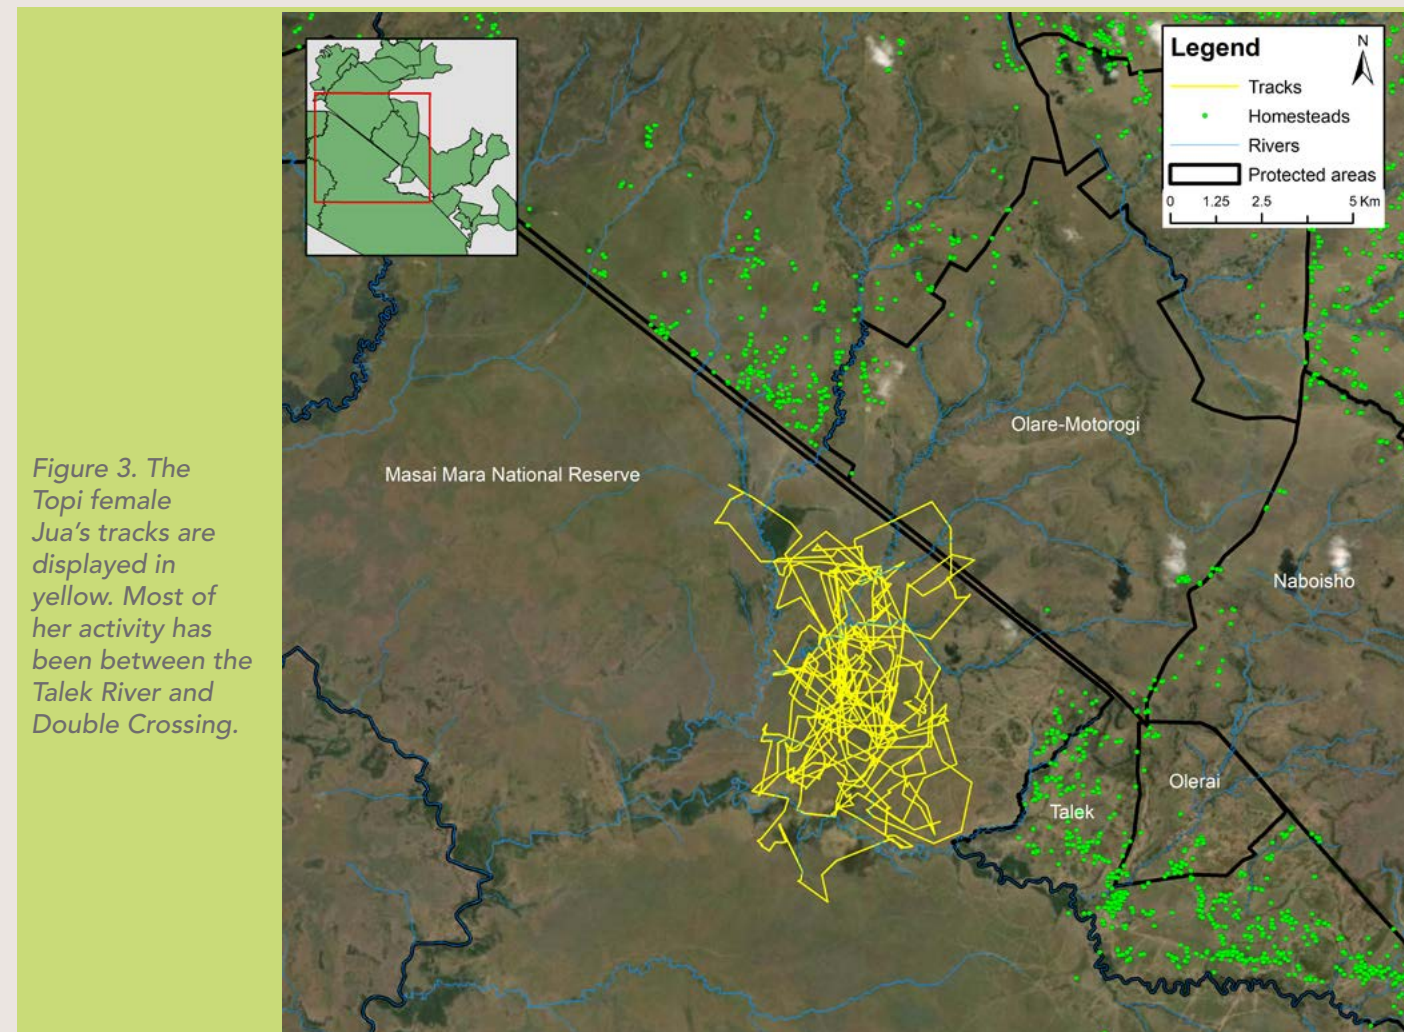 Figure 3. The
Topi female
Jua's tracks are
displayed in
yellow. Most of
her activity has
been between the
Talek River and
Double Crossing.
Legend
N
Tracks
Homesteads
Rivers
Protected areas
0 1.25 2.5 5 Km
Olare-Motorogi
Masai Mara National Reserve
Naboisho
Olerai
Talek